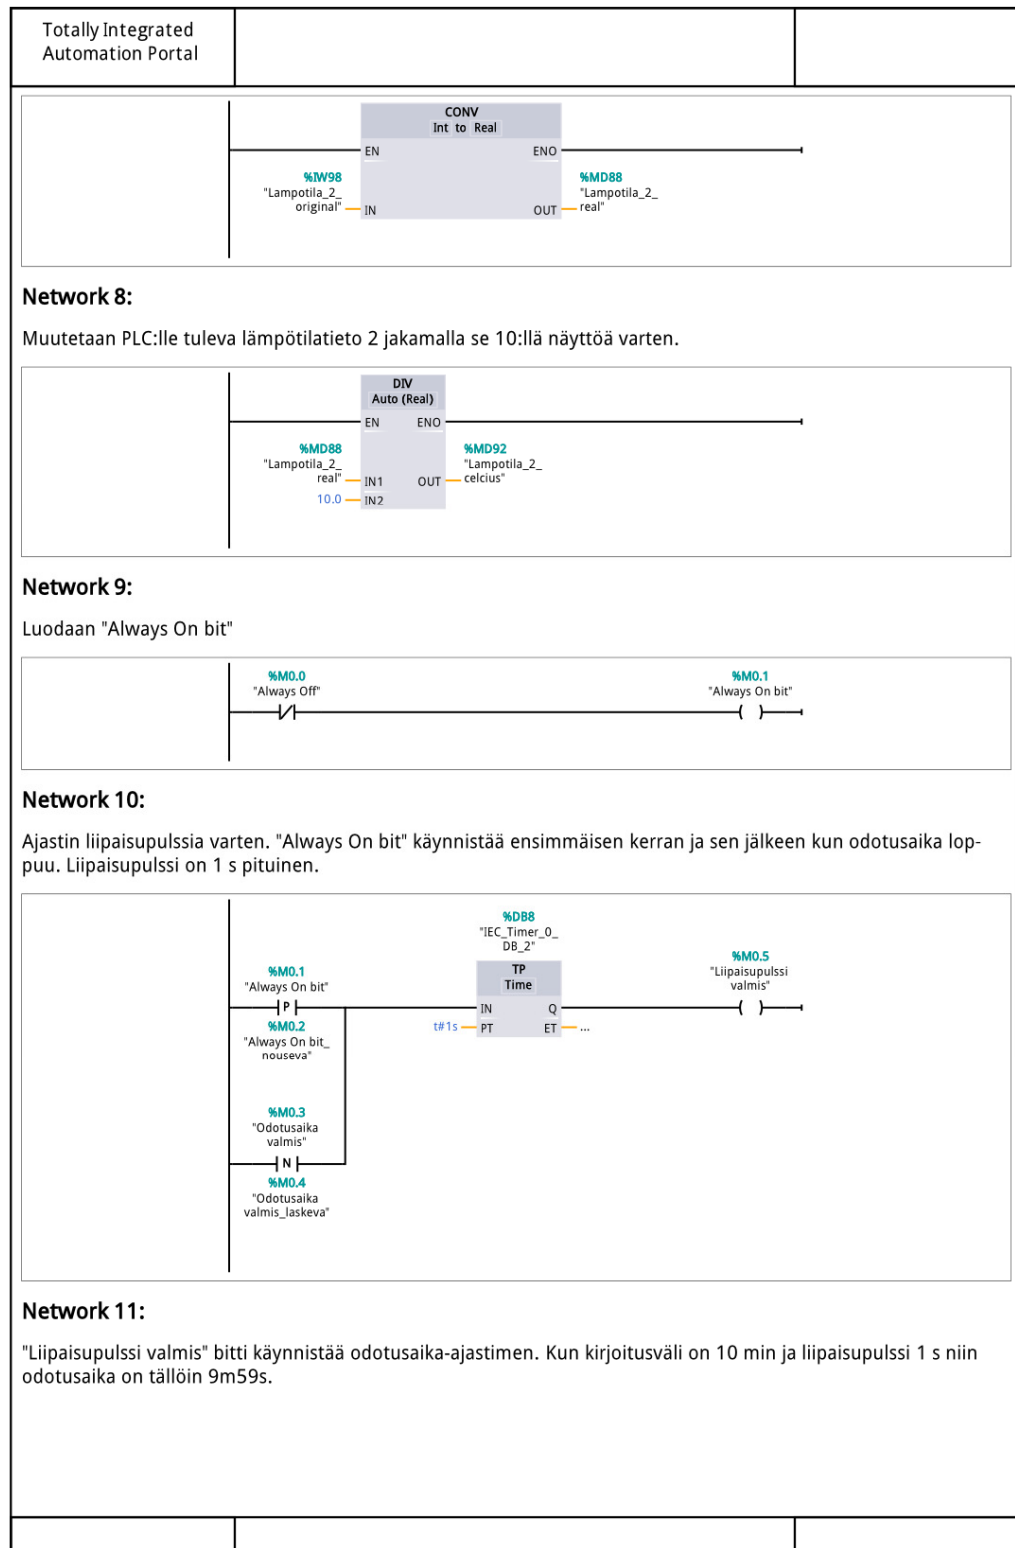 Totally Integrated
Automation Portal
CONV
Int to Real
EN
ENO
%IW98
"Lampotila_2_
original"
IN
OUT
%MD88
"Lampotila_2_
real"
Network 8:
Muutetaan PLC:lle tuleva lämpötilatieto 2 jakamalla se 10:llä näyttöä varten.
DIV
Auto (Real)
EN
ENO
%MD88
"Lampotila_2_
real"
IN1
10.0
IN2
OUT
%MD92
"Lampotila_2_
celcius"
Network 9:
Luodaan "Always On bit"
%M0.0
"Always Off"
%M0.1
"Always On bit"
Network 10:
Ajastin liipaisupulssia varten. "Always On bit" käynnistää ensimmäisen kerran ja sen jälkeen kun odotusaika lop-
puu. Liipaisupulssi on 1 s pituinen.
%DB8
"IEC_Timer_0_
DB_2"
%M0.1
"Always On bit"
P
%M0.2
"Always On bit_
nouseva"
TP
Time
IN
Q
t#1s
PT
ET
...
%M0.5
"Liipaisupulssi
valmis"
%M0.3
"Odotusaika
valmis"
N
%M0.4
"Odotusaika
valmis_laskeva"
Network 11:
"Liipaisupulssi valmis" bitti käynnistää odotusaika-ajastimen. Kun kirjoitusväli on 10 min ja liipaisupulssi 1 s niin
odotusaika on tällöin 9m59s.